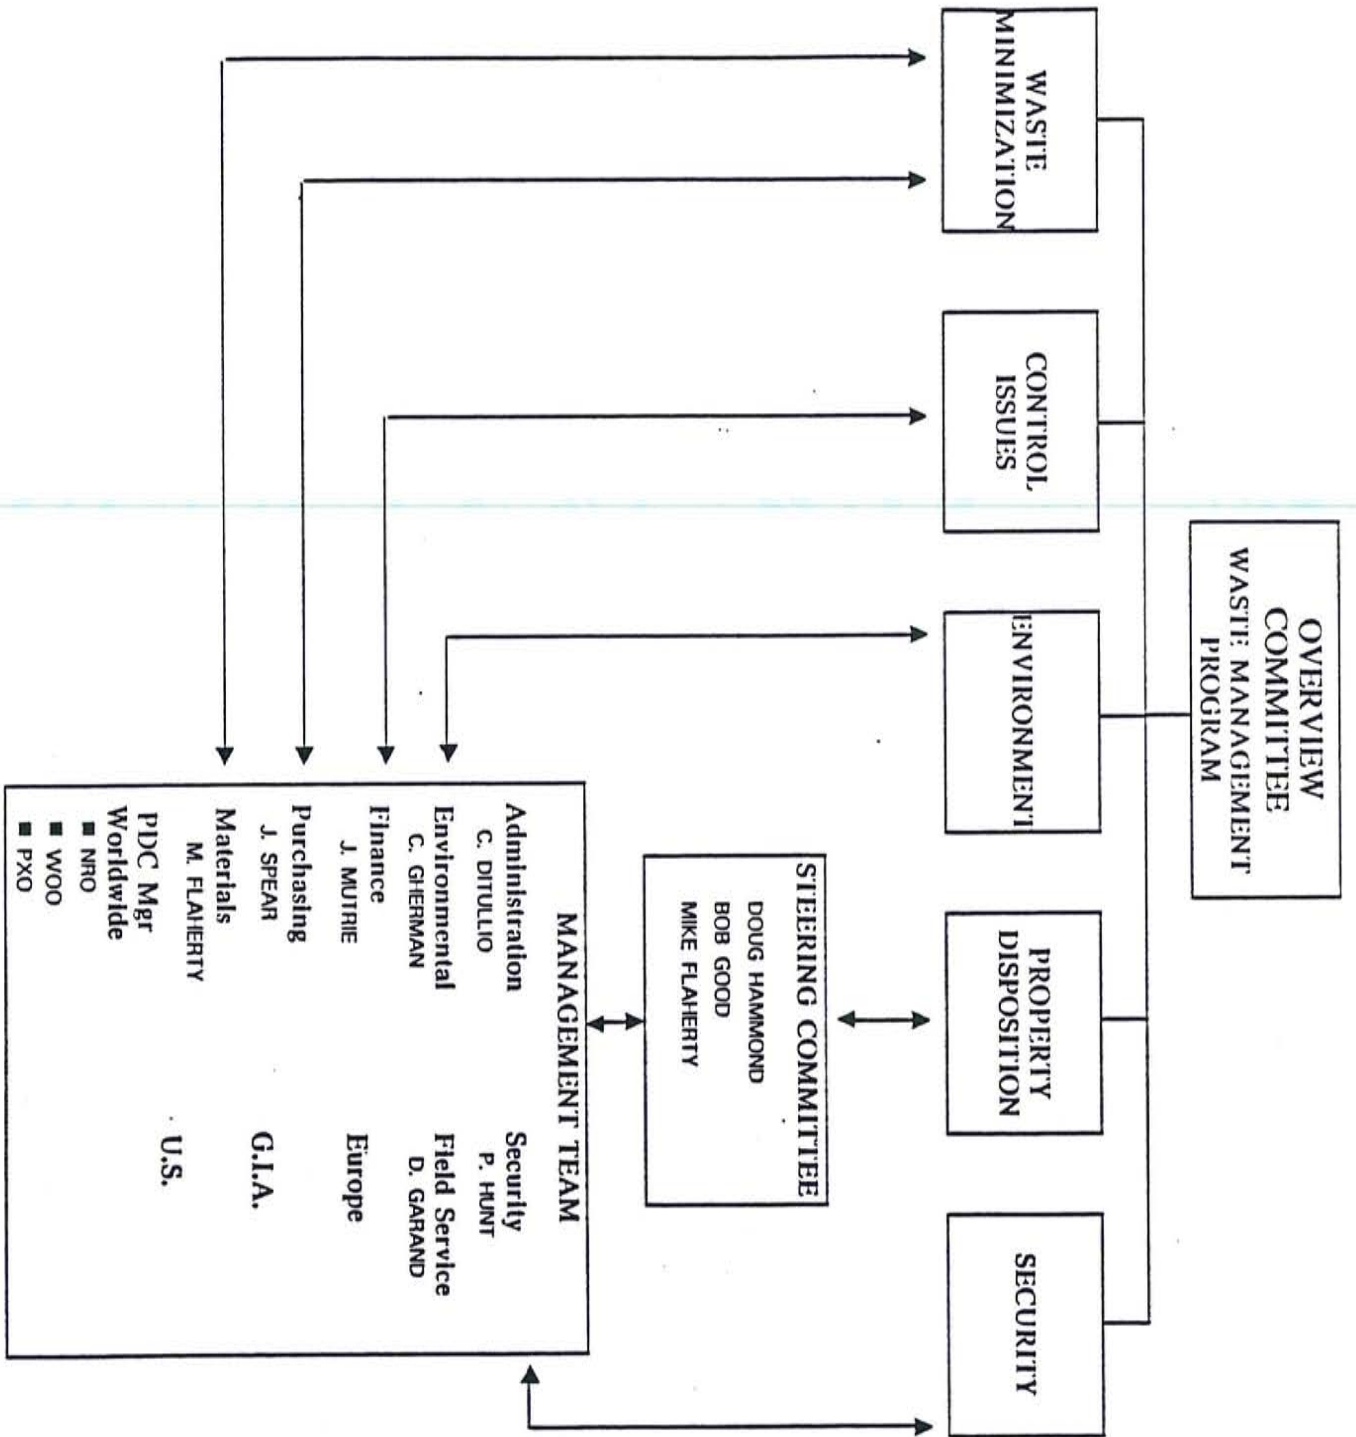 OVERVIEW
COMMITTEE
WASTE MANAGEMENT
PROGRAM
WASTE
MINIMIZATION
CONTROL
ISSUES
ENVIRONMENT
PROPERTY
DISPOSITION
SECURITY
STEERING COMMITTEE
DOUG HAMMOND
BOB GOOD
MIKE FLAHERTY
MANAGEMENT TEAM
Administration
C. DITULLIO
Environmental
C. GHERMAN
Finance
J. MUTRIE
Purchasing
J. SPEAR
Materials
M. FLAHERTY
PDC Mgr
Worldwide
■ NRO
■ WOO
■ PXO
Security
P. HUNT
Field Service
D. GARAND
Europe
G.I.A.
U.S.